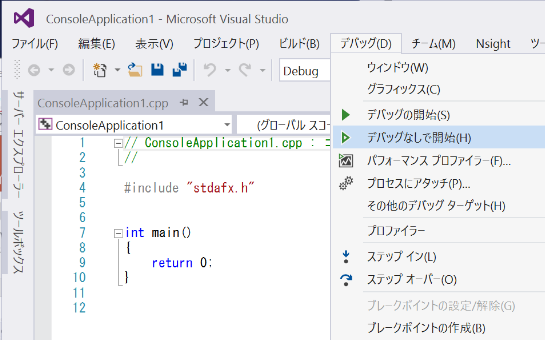 ConsoleApplication1 - Microsoft Visual Studio
ファイル(F) 編集(E) 表示(V) プロジェクト(P) ビルド(B) デバッグ(D) チーム(M) Nsight ツー
Debug
ウィンドウ(W)
グラフィックス(C)
デバッグの開始(S)
デバッグなしで開始(H)
パフォーマンス プロファイラー(F)...
プロセスにアタッチ(P)...
その他のデバッグ ターゲット(H)
プロファイラー
ステップ イン(L)
ステップ オーバー(O)
ブレークポイントの設定/解除(G)
ブレークポイントの作成(B)
サーバー エクスプローラー
ツールボックス
ConsoleApplication1.cpp
ConsoleApplication1 (グローバル スコー
1 // ConsoleApplication1.cpp : コ
2 //
3
4 #include "stdafx.h"
5
6
7 int main()
8 {
9 return 0;
10 }
11
12